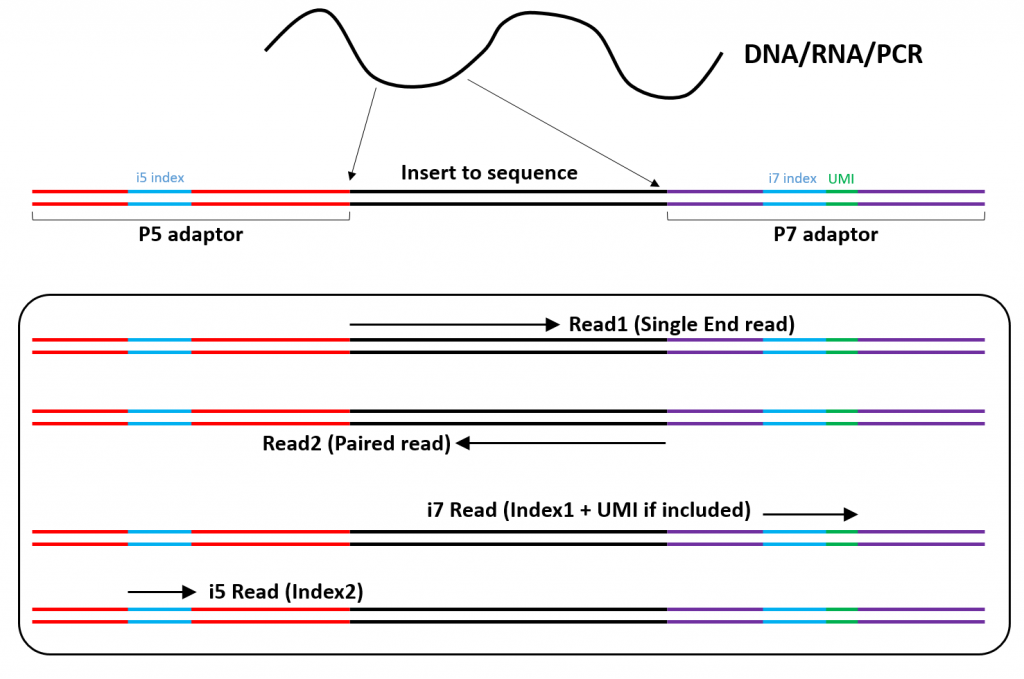 DNA/RNA/PCR
i5 index
Insert to sequence
i7 index
UMI
P5 adaptor
P7 adaptor
Read1 (Single End read)
Read2 (Paired read)
i7 Read (Index1 + UMI if included)
i5 Read (Index2)